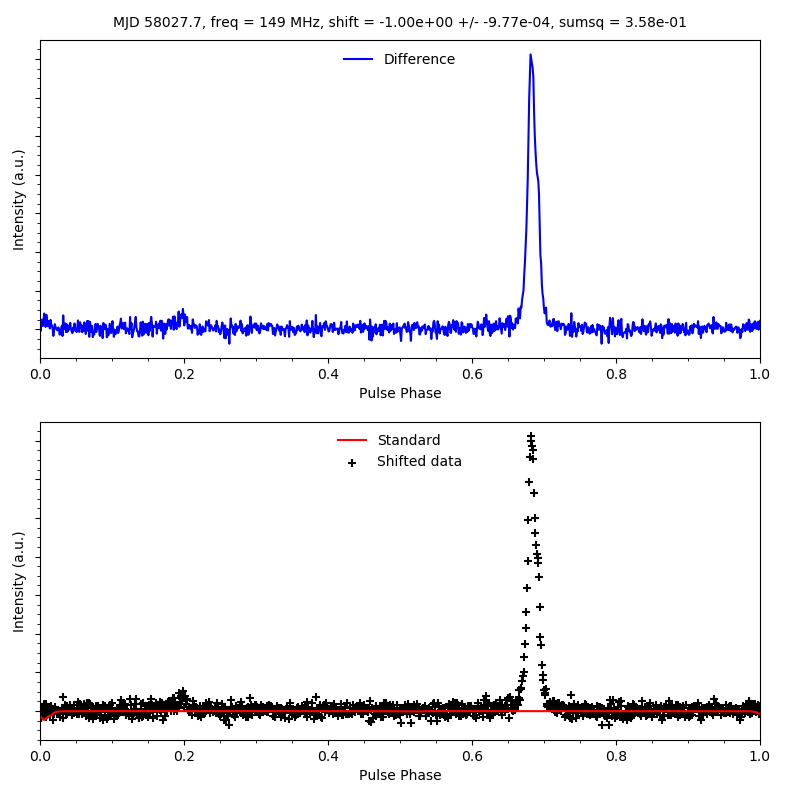 MJD 58027.7, freq = 149 MHz, shift = -1.00e+00 +/- -9.77e-04, sumsq = 3.58e-01
Difference
Intensity (a.u.)
0.0 0.2 0.4 0.6 0.8 1.0
Pulse Phase
Standard
Shifted data
Intensity (a.u.)
0.0 0.2 0.4 0.6 0.8 1.0
Pulse Phase